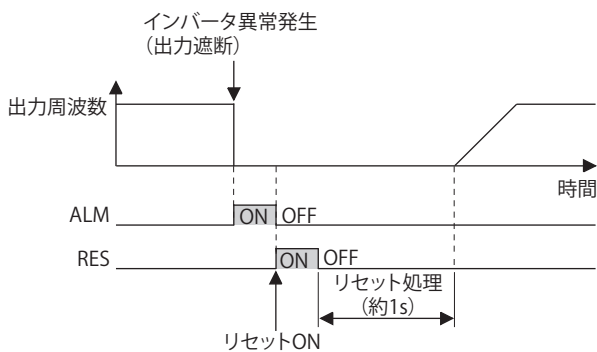 インバータ異常発生
（出力遮断）
出力周波数
時間
ALM
ON
OFF
RES
ON
OFF
リセット処理
（約1s）
リセットON